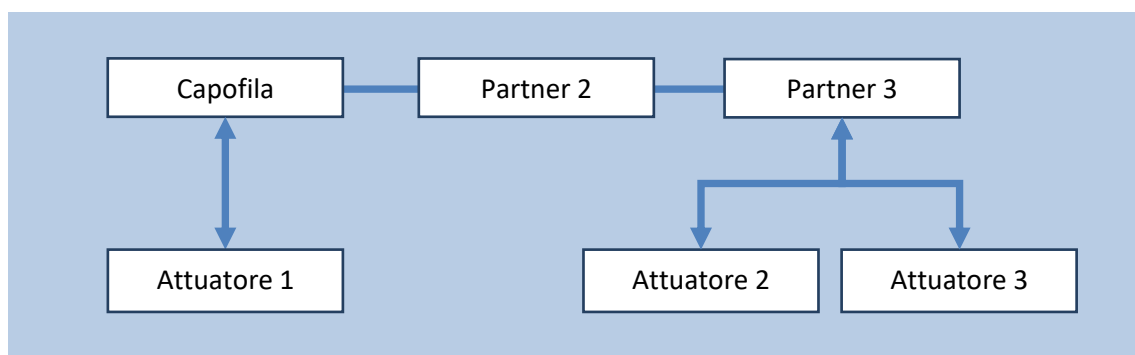 Capofila
Partner 2
Partner 3
Attuatore 1
Attuatore 2
Attuatore 3